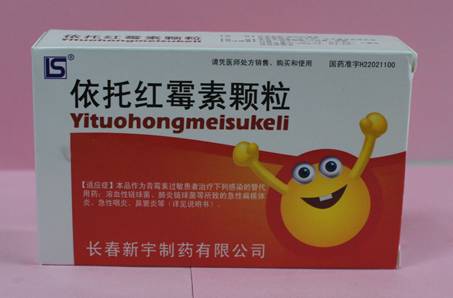 LS
请凭医师处方销售、购买和使用 国药准字H22021100
依托红霉素颗粒
Yituohongmeisukeli
【适应症】本品作为青霉素过敏患者治疗下列感染的替代
用药：溶血性链球菌、肺炎链球菌等所致的急性扁桃体
炎、急性咽炎、鼻窦炎等（详见说明书）.
长春新宇制药有限公司